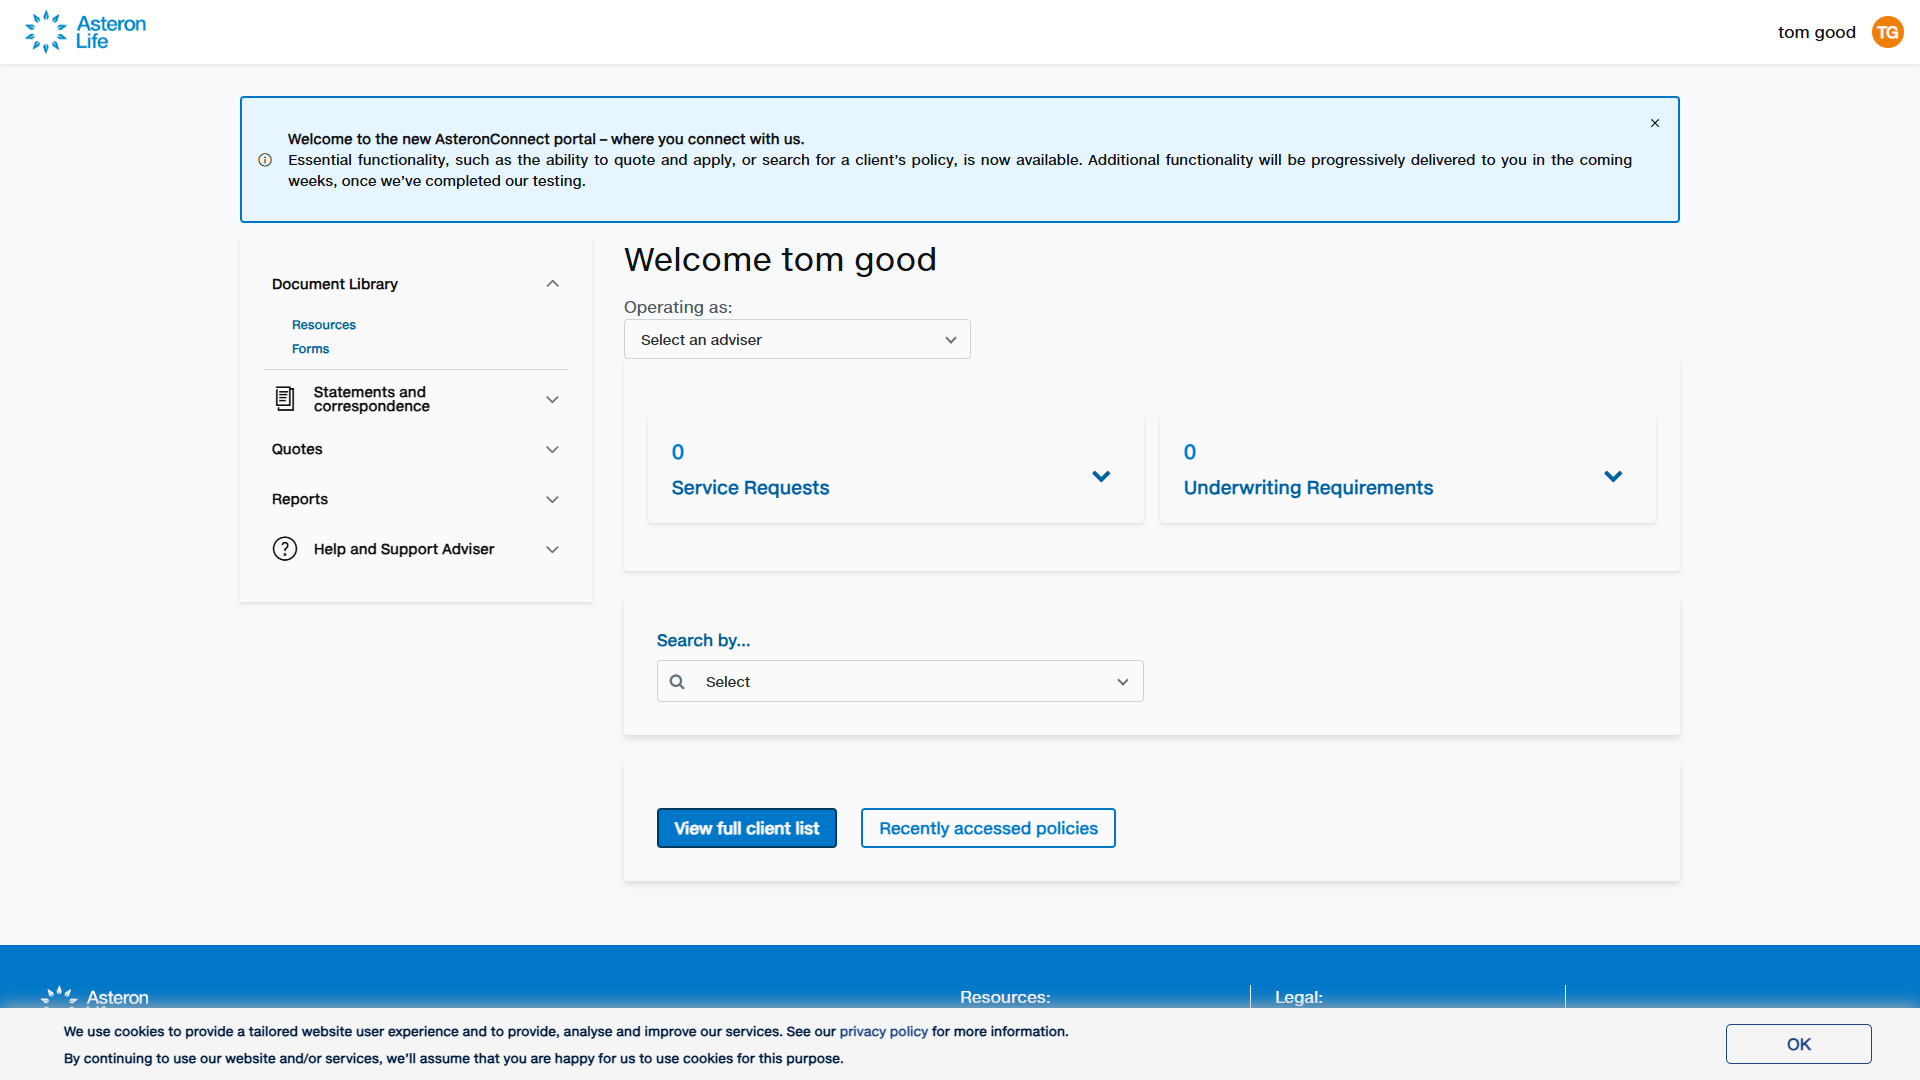 Asteron
Life
tom good
TG
Welcome to the new AsteronConnect portal – where you connect with us.
Essential functionality, such as the ability to quote and apply, or search for a client’s policy, is now available. Additional functionality will be progressively delivered to you in the coming
weeks, once we’ve completed our testing.
Document Library
Resources
Forms
Statements and
correspondence
Quotes
Reports
Help and Support Adviser
Welcome tom good
Operating as:
Select an adviser
0
Service Requests
0
Underwriting Requirements
Search by...
Select
View full client list
Recently accessed policies
Asteron
Resources:
Legal:
We use cookies to provide a tailored website user experience and to provide, analyse and improve our services. See our privacy policy for more information.
By continuing to use our website and/or services, we’ll assume that you are happy for us to use cookies for this purpose.
OK